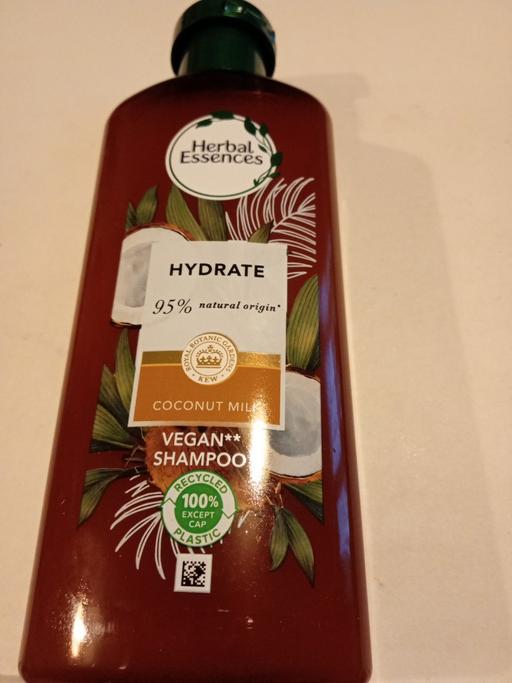 Herbal
Essences
HYDRATE
95% natural origin*
ROYAL BOTANIC GARDENS
KEW
COCONUT MILK
VEGAN**
SHAMPOO
RECYCLED
100%
EXCEPT
CAP
PLASTIC